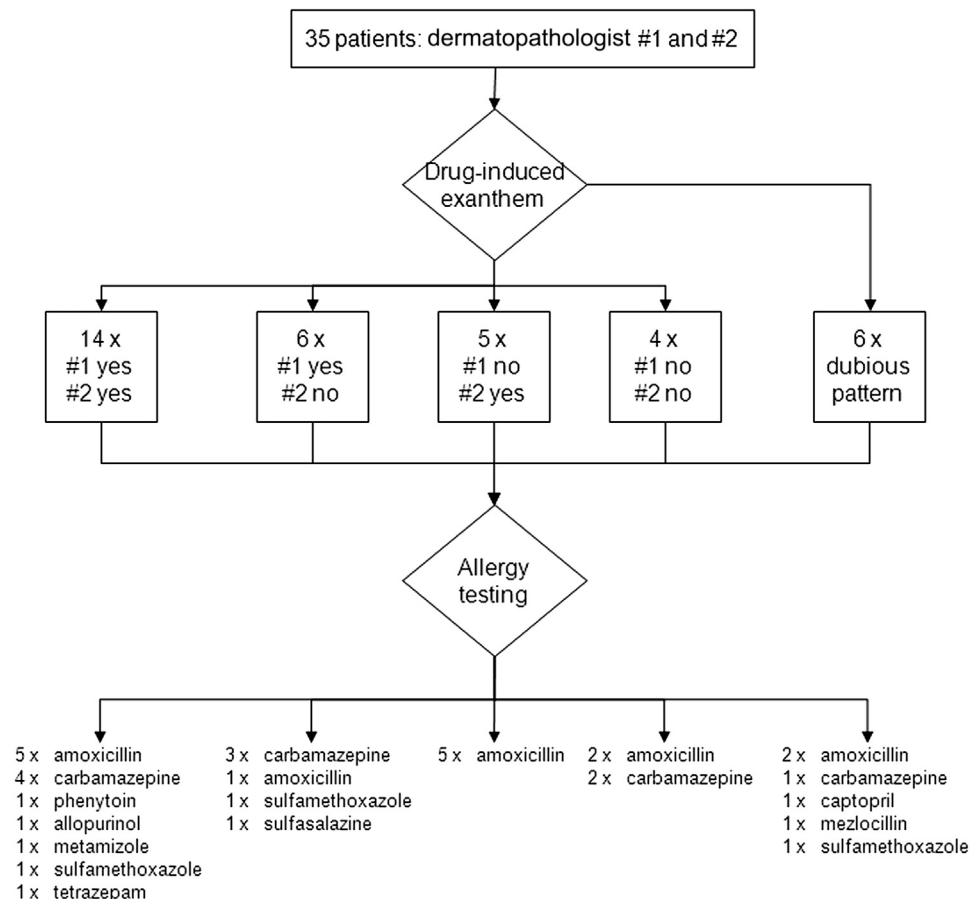 35 patients: dermatopathologist #1 and #2
Drug-induced
exanthem
14 x
#1 yes
#2 yes
6 x
#1 yes
#2 no
5 x
#1 no
#2 yes
4 x
#1 no
#2 no
6 x
dubious
pattern
Allergy
testing
5 x amoxicillin
4 x carbamazepine
1 x phenytoin
1 x allopurinol
1 x metamizole
1 x sulfamethoxazole
1 x tetrazepam
3 x carbamazepine
1 x amoxicillin
1 x sulfamethoxazole
1 x sulfasalazine
5 x amoxicillin
2 x amoxicillin
2 x carbamazepine
2 x amoxicillin
1 x carbamazepine
1 x captopril
1 x mezlocillin
1 x sulfamethoxazole